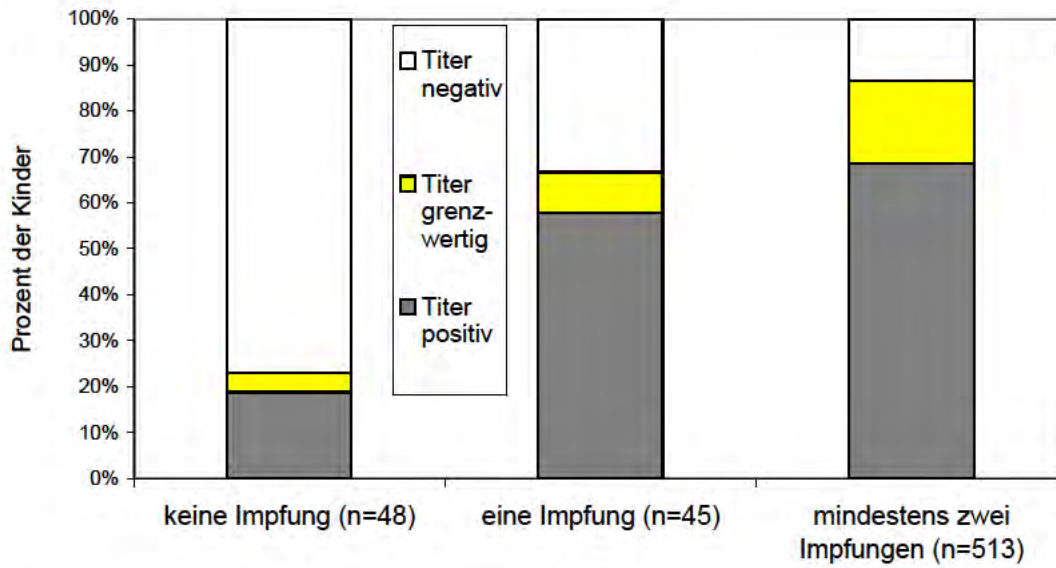 100%
90%
80%
70%
60%
50%
40%
30%
20%
10%
0%
Prozent der Kinder
Titer
negativ
Titer
grenz-
wertig
Titer
positiv
keine Impfung (n=48)
eine Impfung (n=45)
mindestens zwei
Impfungen (n=513)